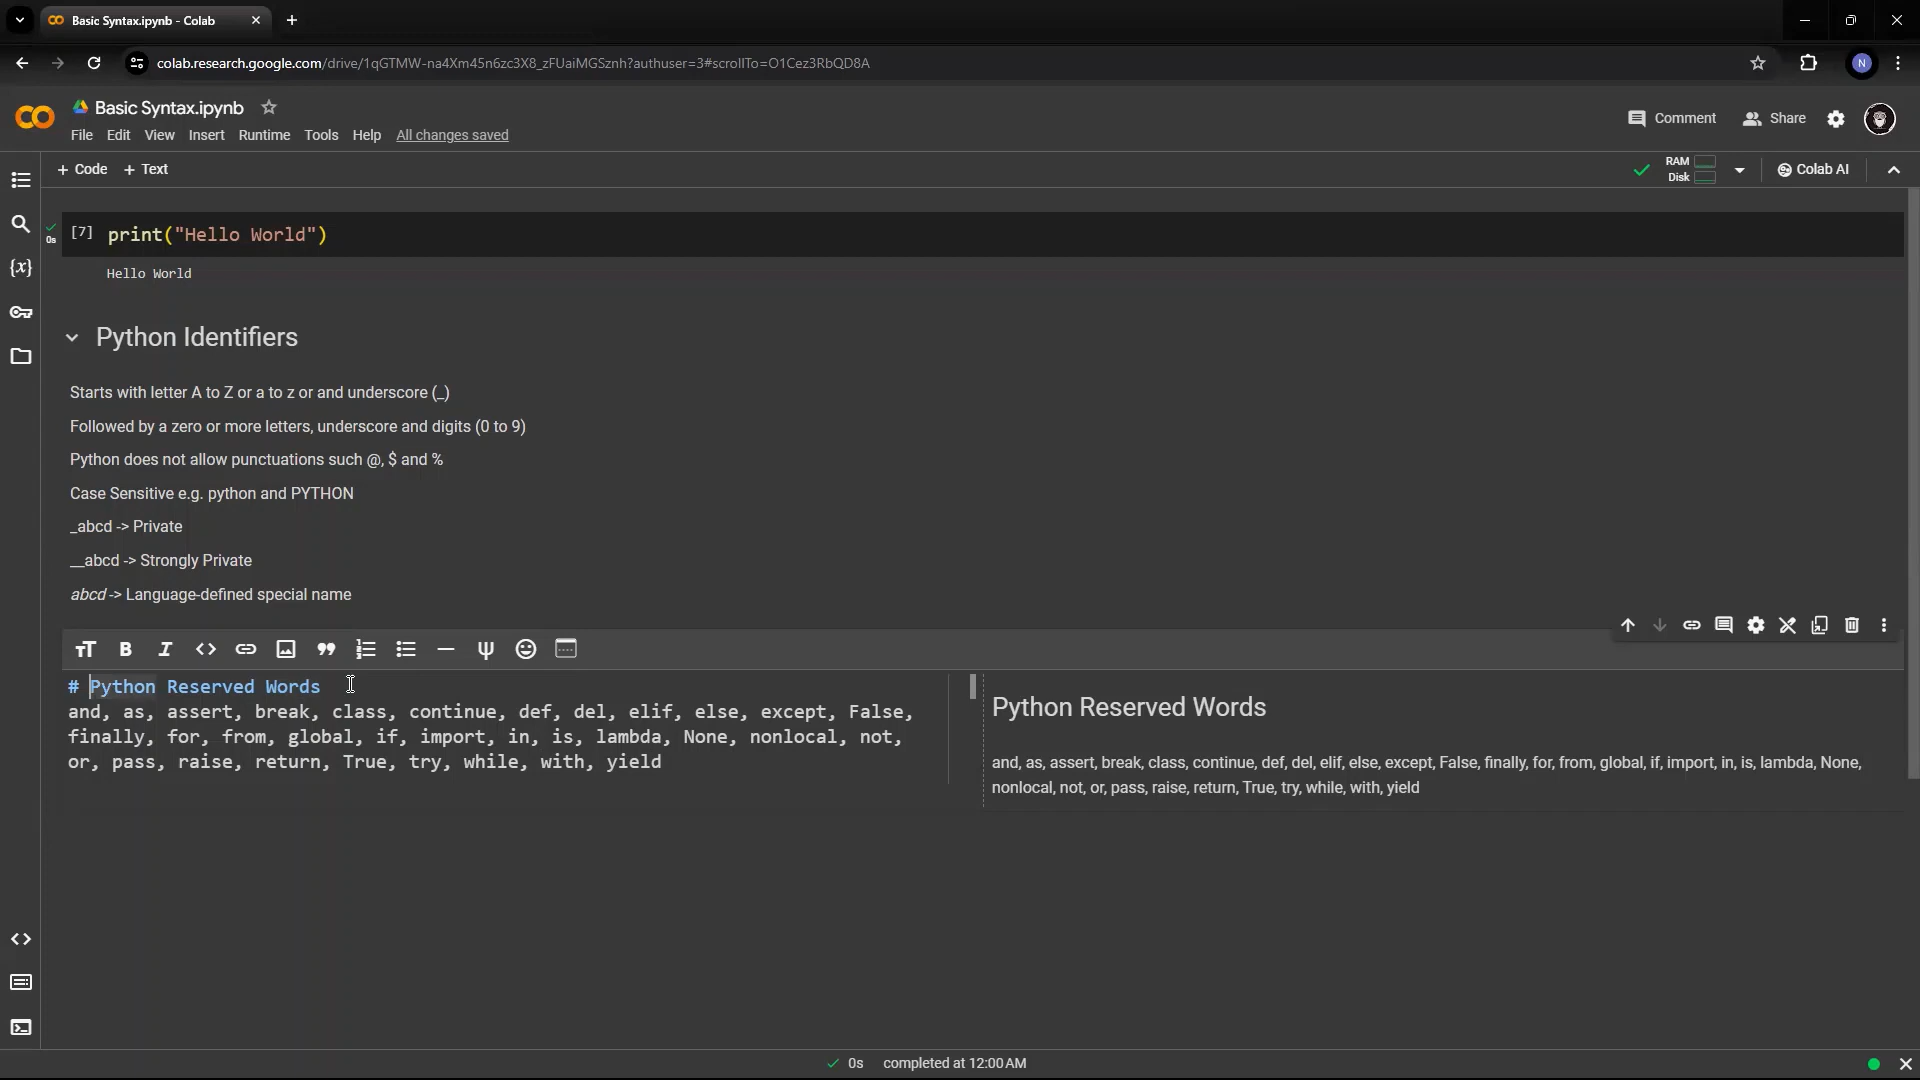 Basic Syntax.ipynb - Colab
colab.research.google.com/drive/1qGTMW-na4Xm45n6zc3X8_zFUaiMGSznh?authuser=3#scrollTo=O1Cez3RbQD8A
N
Basic Syntax.ipynb
Comment
Share
File Edit View Insert Runtime Tools Help All changes saved
+ Code + Text
RAM
Disk
Colab AI
[7] print("Hello World")
0s
Hello World
{x}
Python Identifiers
Starts with letter A to Z or a to z or and underscore (_)
Followed by a zero or more letters, underscore and digits (0 to 9)
Python does not allow punctuations such @, $ and %
Case Sensitive e.g. python and PYTHON
_abcd -> Private
__abcd -> Strongly Private
abcd -> Language-defined special name
# Python Reserved Words
and, as, assert, break, class, continue, def, del, elif, else, except, False,
finally, for, from, global, if, import, in, is, lambda, None, nonlocal, not,
or, pass, raise, return, True, try, while, with, yield
Python Reserved Words
and, as, assert, break, class, continue, def, del, elif, else, except, False, finally, for, from, global, if, import, in, is, lambda, None,
nonlocal, not, or, pass, raise, return, True, try, while, with, yield
0s completed at 12:00 AM